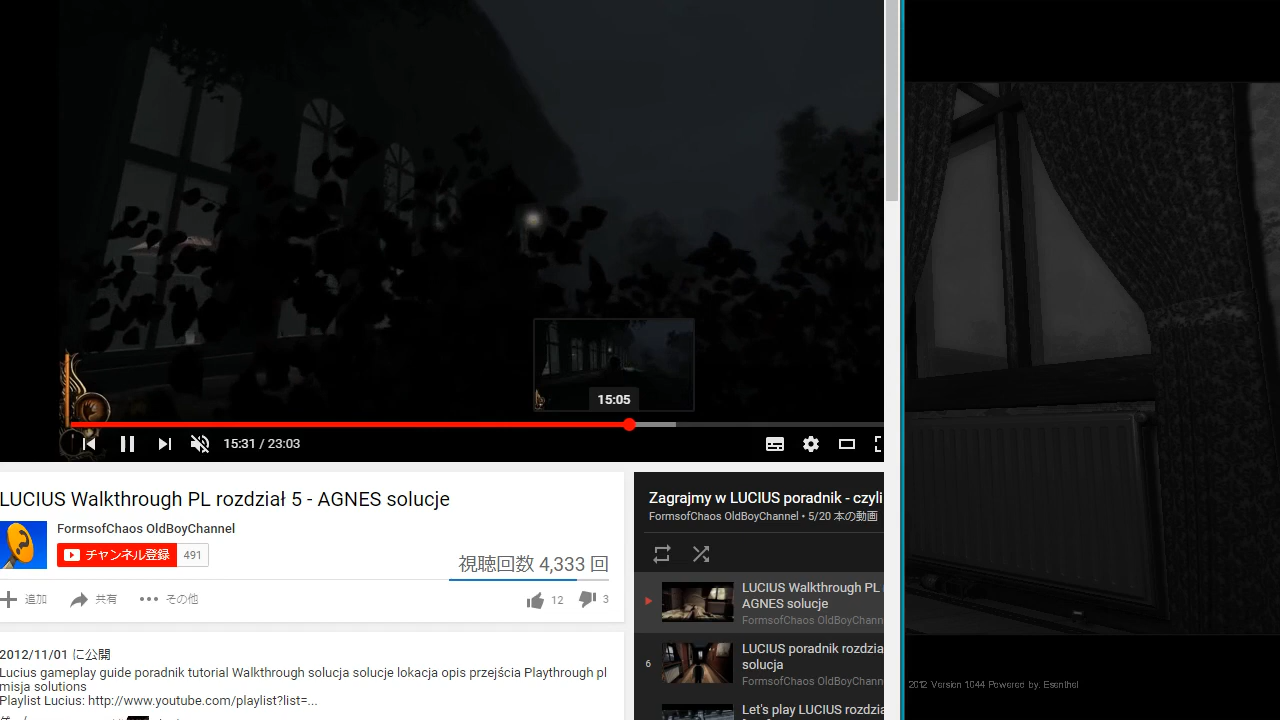 15:05
15:31 / 23:03
LUCIUS Walkthrough PL rozdział 5 - AGNES solucje
FormsofChaos OldBoyChannel
チャンネル登録 491
視聴回数 4,333 回
追加 共有 その他 12 3
2012/11/01 に公開
Lucius gameplay guide poradnik tutorial Walkthrough solucja solucje lokacja opis przejścia Playthrough pl
misja solutions
Playlist Lucius: http://www.youtube.com/playlist?list=...
Zagrajmy w LUCIUS poradnik - czyli
FormsofChaos OldBoyChannel • 5/20 本の動画
LUCIUS Walkthrough PL
AGNES solucje
FormsofChaos OldBoyChann
6
LUCIUS poradnik rozdzia
solucja
FormsofChaos OldBoyChann
Let's play LUCIUS rozdzia
2012 Version 1.044 Powered by: Esenthel